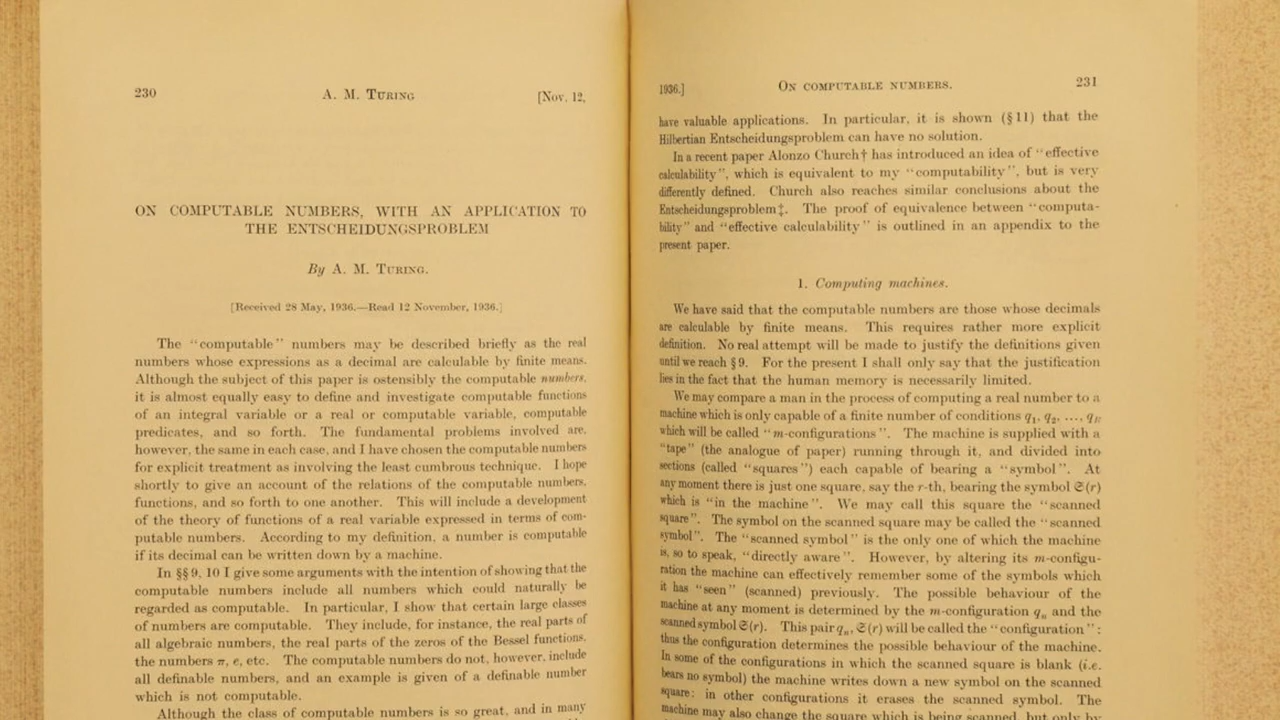 230 A. M. TURING [Nov. 12,
ON COMPUTABLE NUMBERS, WITH AN APPLICATION TO
THE ENTSCHEIDUNGSPROBLEM
By A. M. TURING.
[Received 28 May, 1936.—Read 12 November, 1936.]
The “computable” numbers may be described briefly as the real
numbers whose expressions as a decimal are calculable by finite means.
Although the subject of this paper is ostensibly the computable numbers,
it is almost equally easy to define and investigate computable functions
of an integral variable or a real or computable variable, computable
predicates, and so forth. The fundamental problems involved are,
however, the same in each case, and I have chosen the computable numbers
for explicit treatment as involving the least cumbrous technique. I hope
shortly to give an account of the relations of the computable numbers,
functions, and so forth to one another. This will include a development
of the theory of functions of a real variable expressed in terms of com-
putable numbers. According to my definition, a number is computable
if its decimal can be written down by a machine.
In §§ 9, 10 I give some arguments with the intention of showing that the
computable numbers include all numbers which could naturally be
regarded as computable. In particular, I show that certain large classes
of numbers are computable. They include, for instance, the real parts of
all algebraic numbers, the real parts of the zeros of the Bessel functions,
the numbers π, e, etc. The computable numbers do not, however, include
all definable numbers, and an example is given of a definable number
which is not computable.
Although the class of computable numbers is so great, and in many
1936.] ON COMPUTABLE NUMBERS. 231
have valuable applications. In particular, it is shown (§ 11) that the
Hilbertian Entscheidungsproblem can have no solution.
In a recent paper Alonzo Church† has introduced an idea of “effective
calculability”, which is equivalent to my “computability”, but is very
differently defined. Church also reaches similar conclusions about the
Entscheidungsproblem‡. The proof of equivalence between “computa-
bility” and “effective calculability” is outlined in an appendix to the
present paper.
1. Computing machines.
We have said that the computable numbers are those whose decimals
are calculable by finite means. This requires rather more explicit
definition. No real attempt will be made to justify the definitions given
until we reach § 9. For the present I shall only say that the justification
lies in the fact that the human memory is necessarily limited.
We may compare a man in the process of computing a real number to a
machine which is only capable of a finite number of conditions q₁, q₂, ..., qR
which will be called “m-configurations”. The machine is supplied with a
“tape” (the analogue of paper) running through it, and divided into
sections (called “squares”) each capable of bearing a “symbol”. At
any moment there is just one square, say the r-th, bearing the symbol 𝔖(r)
which is “in the machine”. We may call this square the “scanned
square”. The symbol on the scanned square may be called the “scanned
symbol”. The “scanned symbol” is the only one of which the machine
is, so to speak, “directly aware”. However, by altering its m-configu-
ration the machine can effectively remember some of the symbols which
it has “seen” (scanned) previously. The possible behaviour of the
machine at any moment is determined by the m-configuration qₙ and the
scanned symbol 𝔖(r). This pair qₙ, 𝔖(r) will be called the “configuration”:
thus the configuration determines the possible behaviour of the machine.
In some of the configurations in which the scanned square is blank (i.e.
bears no symbol) the machine writes down a new symbol on the scanned
square: in other configurations it erases the scanned symbol. The
machine may also change the square which is being scanned, but only by